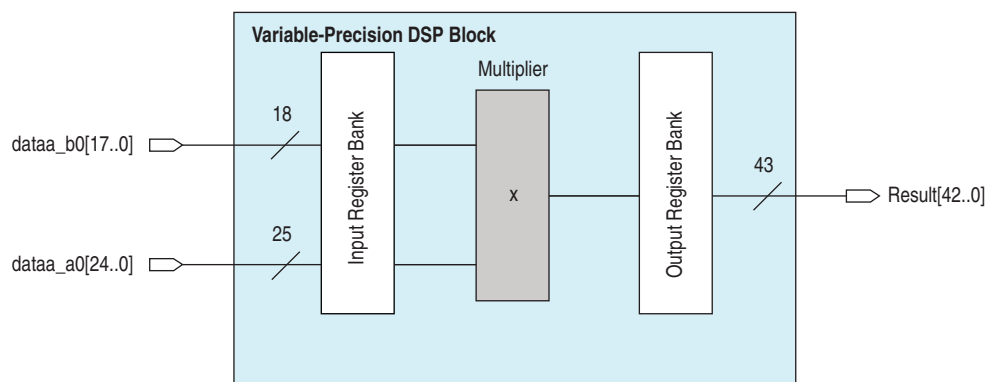 Variable-Precision DSP Block
Multiplier
18
dataa_b0[17..0]
Input Register Bank
x
Output Register Bank
43
Result[42..0]
25
dataa_a0[24..0]